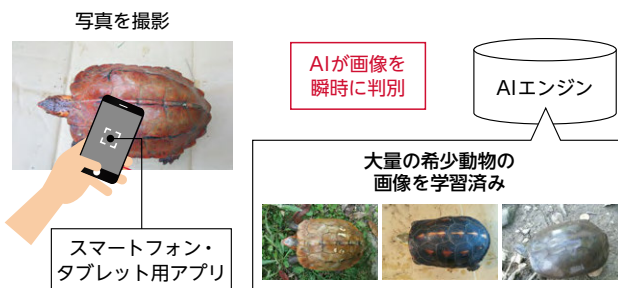 写真を撮影
AIが画像を
瞬時に判別
AIエンジン
大量の希少動物の
画像を学習済み
スマートフォン・
タブレット用アプリ